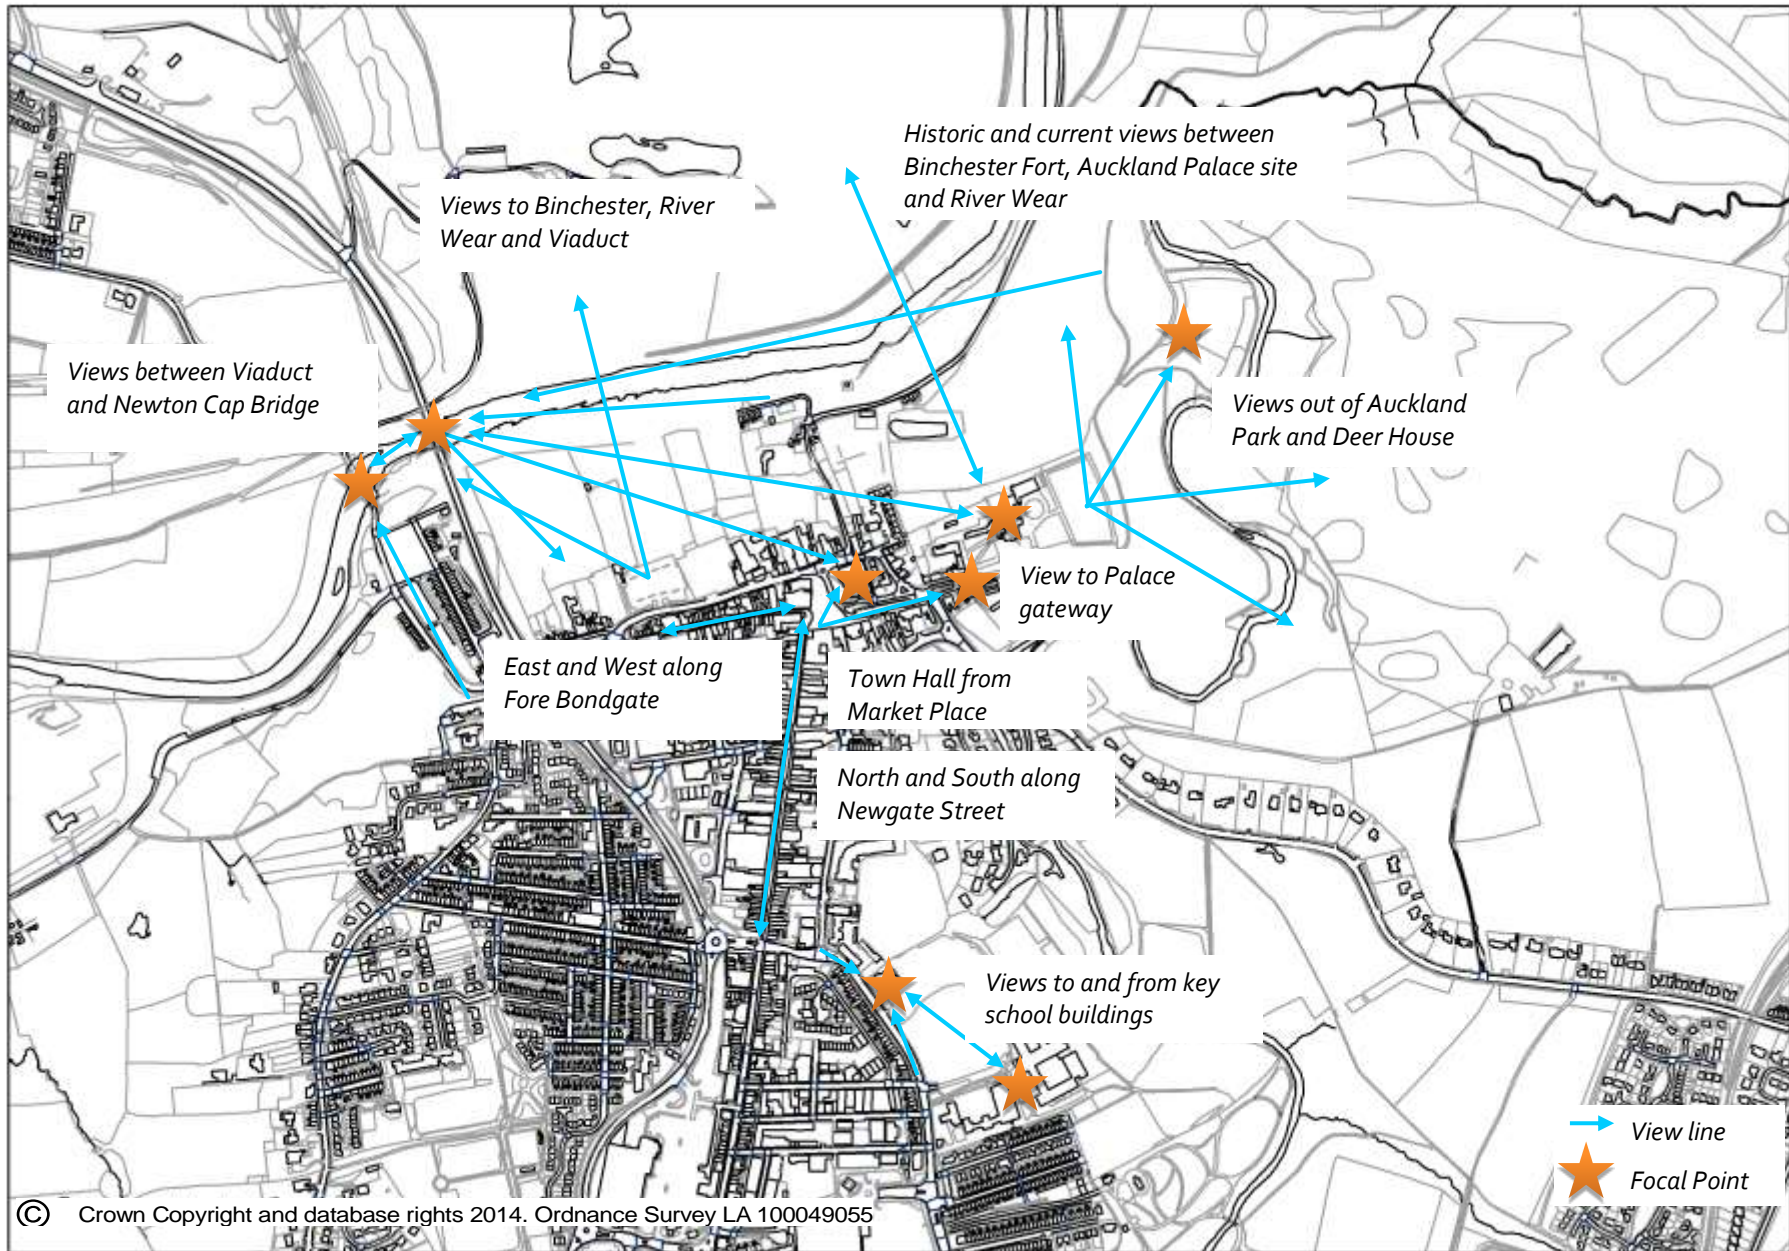 Historic and current views between
Binchester Fort, Auckland Palace site
and River Wear
Views to Binchester, River
Wear and Viaduct
Views between Viaduct
and Newton Cap Bridge
Views out of Auckland
Park and Deer House
View to Palace
gateway
East and West along
Fore Bondgate
Town Hall from
Market Place
North and South along
Newgate Street
Views to and from key
school buildings
View line
Focal Point
© Crown Copyright and database rights 2014. Ordnance Survey LA 100049055